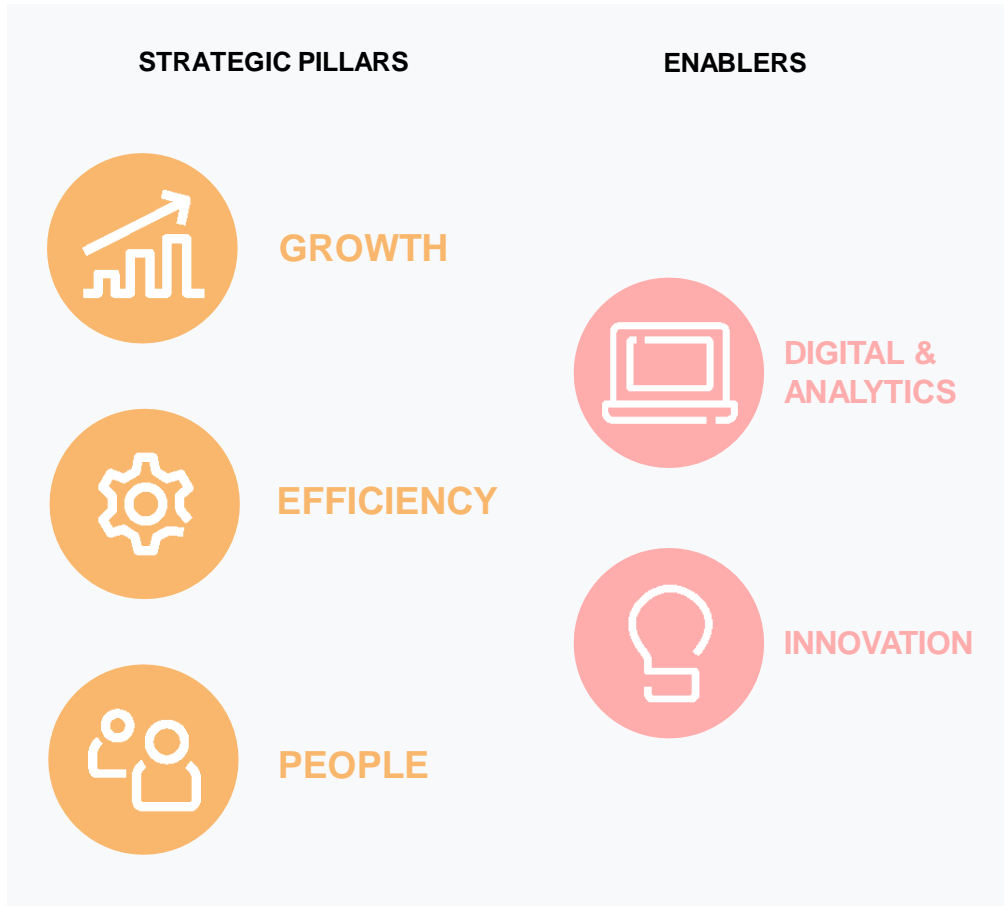 STRATEGIC PILLARS
GROWTH
EFFICIENCY
PEOPLE
ENABLERS
DIGITAL &
ANALYTICS
INNOVATION